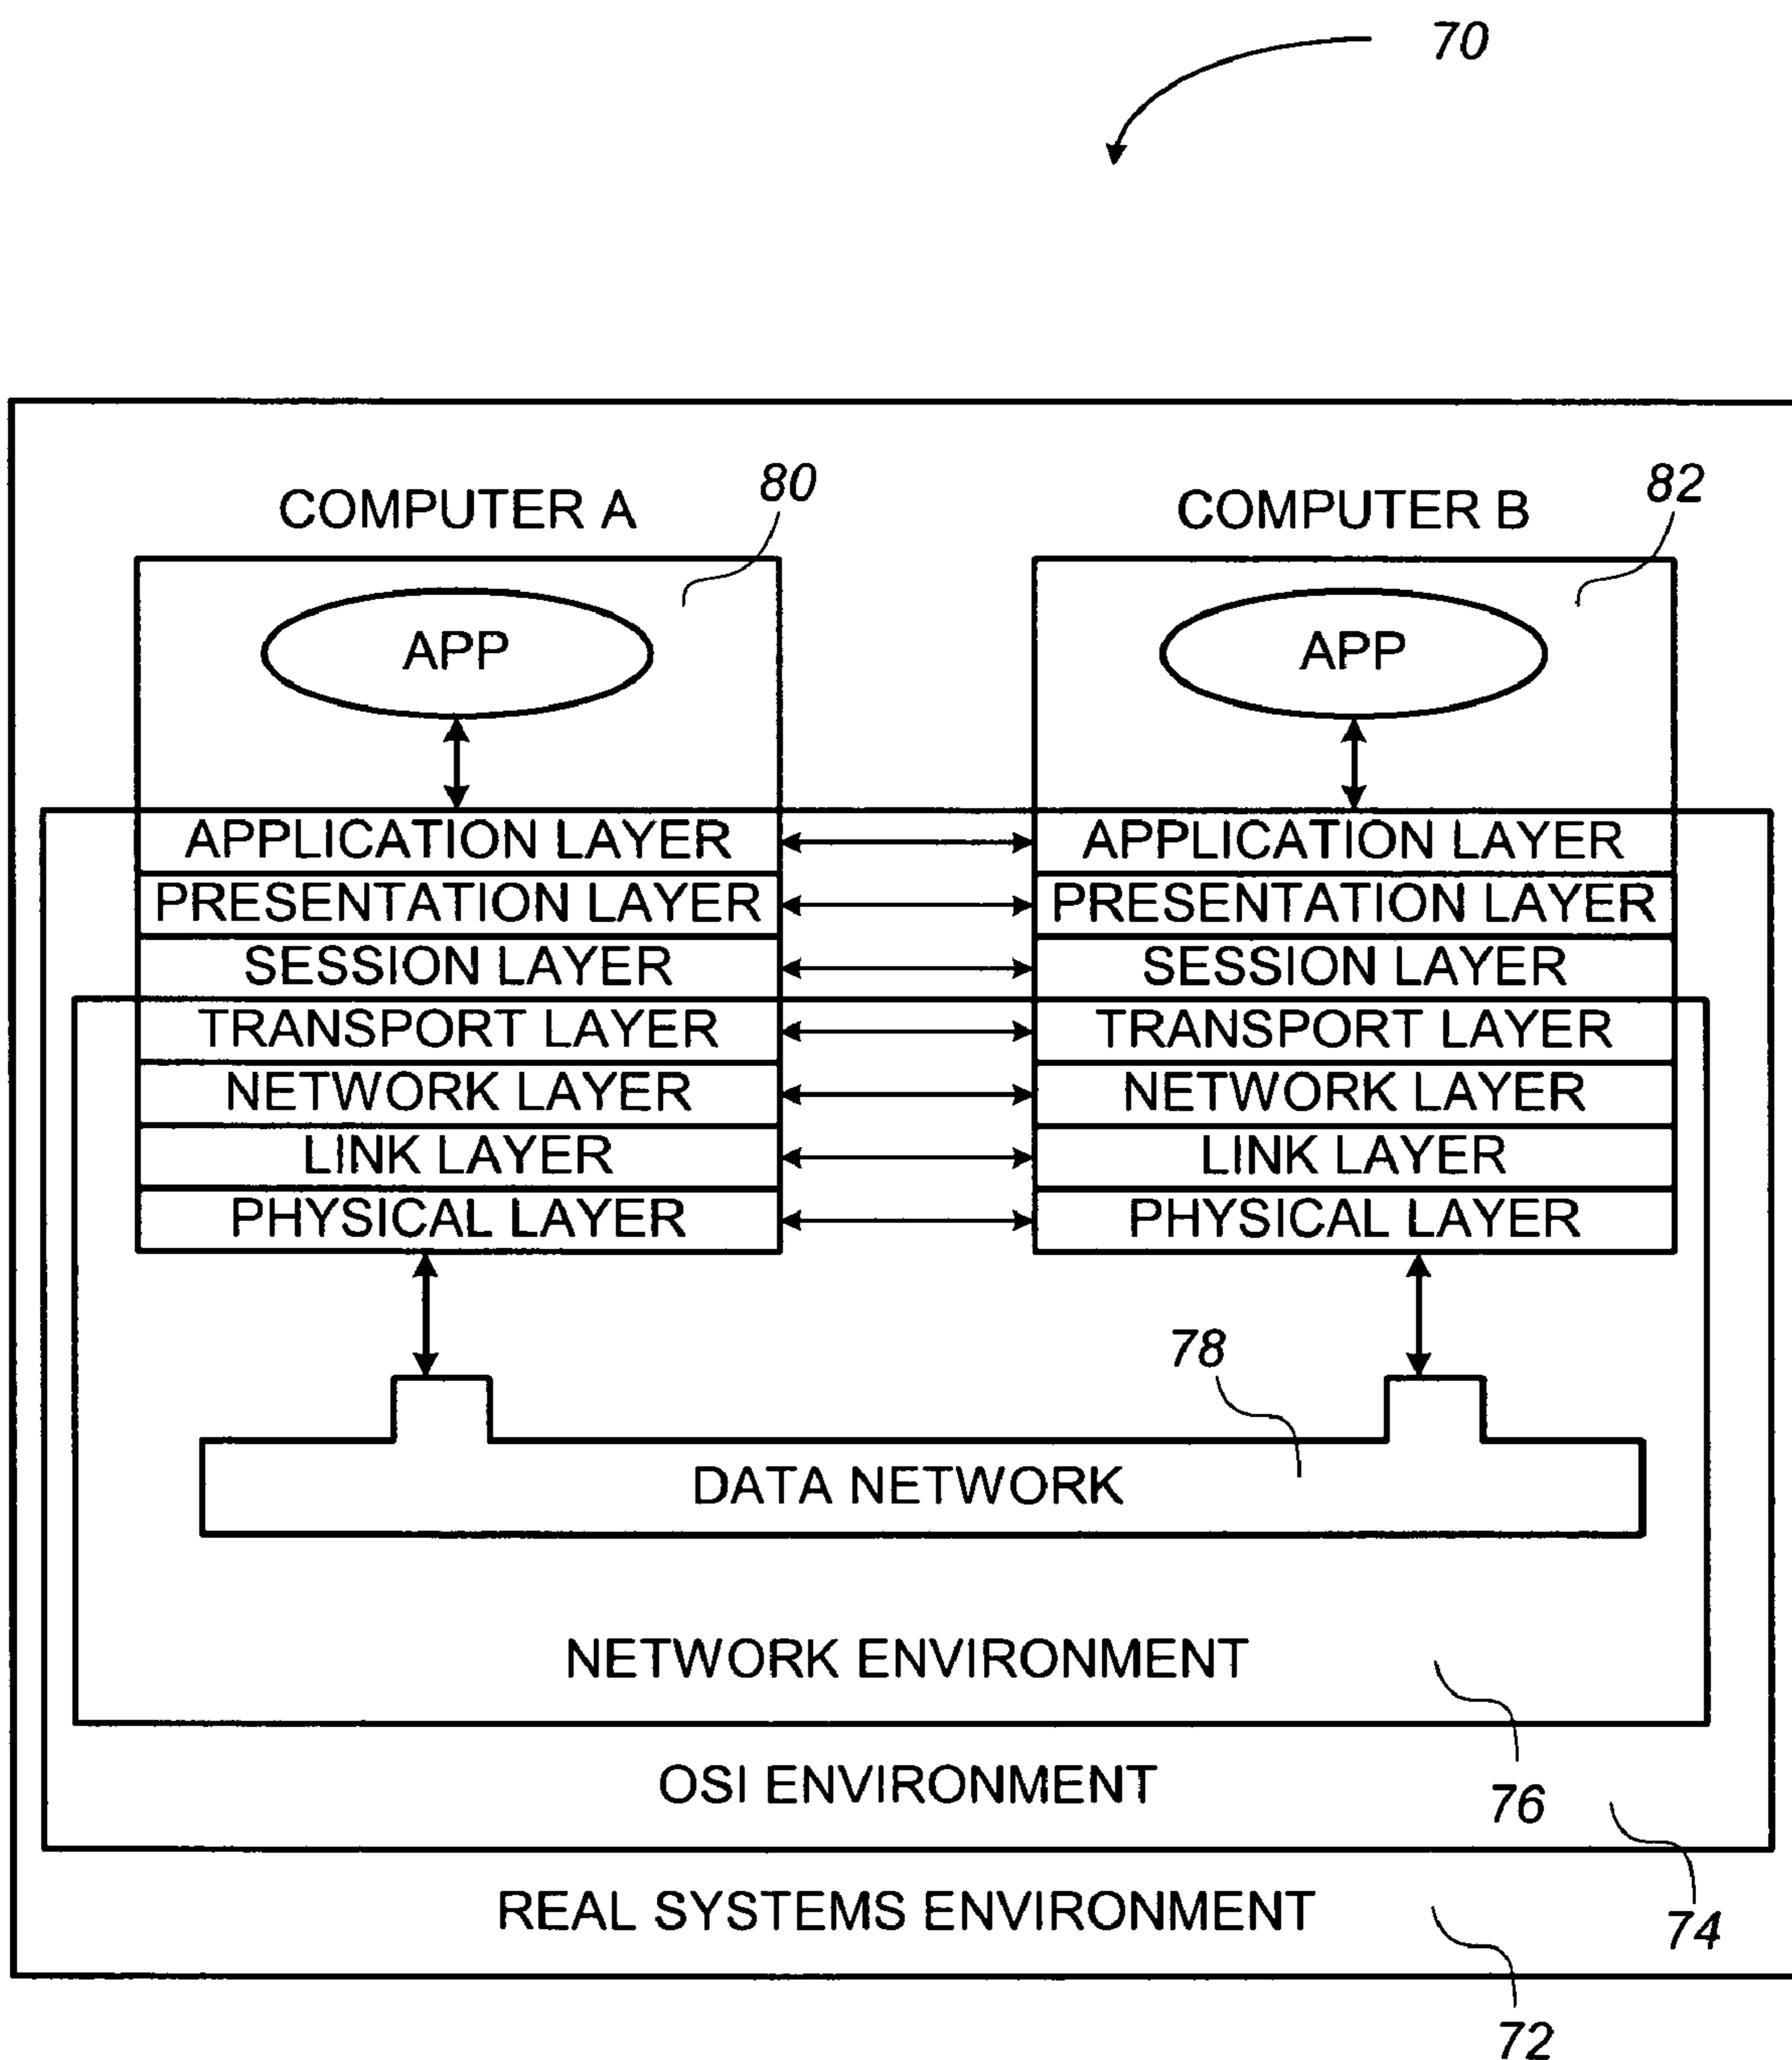 70
80
82
COMPUTER A
COMPUTER B
APP
APP
APPLICATION LAYER
APPLICATION LAYER
PRESENTATION LAYER
PRESENTATION LAYER
SESSION LAYER
SESSION LAYER
TRANSPORT LAYER
TRANSPORT LAYER
NETWORK LAYER
NETWORK LAYER
LINK LAYER
LINK LAYER
PHYSICAL LAYER
PHYSICAL LAYER
78
DATA NETWORK
NETWORK ENVIRONMENT
76
OSI ENVIRONMENT
74
REAL SYSTEMS ENVIRONMENT
72